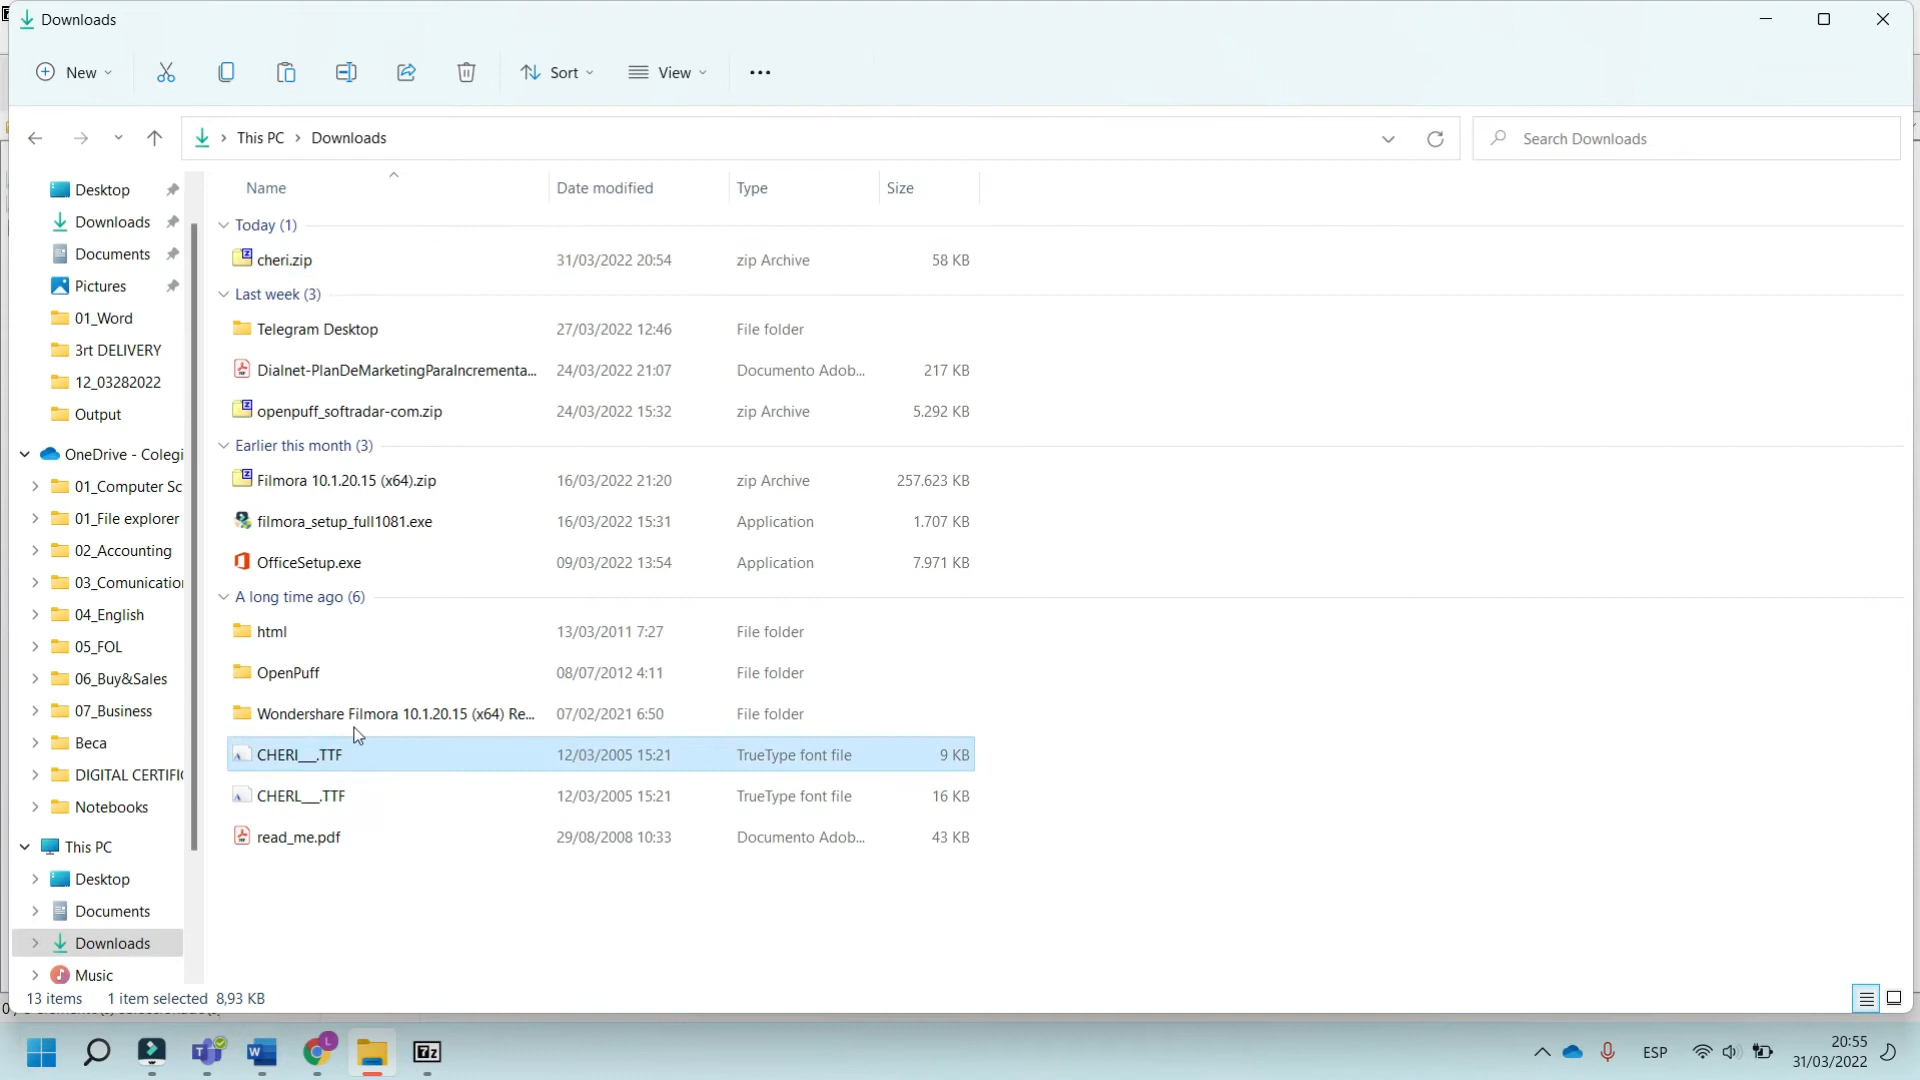 Downloads
New
Sort
View
This PC > Downloads
Search Downloads
Name
Date modified
Type
Size
Desktop
Downloads
Documents
Pictures
01_Word
3rt DELIVERY
12_03282022
Output
OneDrive - Colegi
01_Computer Sc
01_File explorer
02_Accounting
03_Comunication
04_English
05_FOL
06_Buy&Sales
07_Business
Beca
DIGITAL CERTIFIC
Notebooks
This PC
Desktop
Documents
Downloads
Music
Today (1)
cheri.zip 31/03/2022 20:54 zip Archive 58 KB
Last week (3)
Telegram Desktop 27/03/2022 12:46 File folder
Dialnet-PlanDeMarketingParaIncrementa... 24/03/2022 21:07 Documento Adob... 217 KB
openpuff_softradar-com.zip 24/03/2022 15:32 zip Archive 5.292 KB
Earlier this month (3)
Filmora 10.1.20.15 (x64).zip 16/03/2022 21:20 zip Archive 257.623 KB
filmora_setup_full1081.exe 16/03/2022 15:31 Application 1.707 KB
OfficeSetup.exe 09/03/2022 13:54 Application 7.971 KB
A long time ago (6)
html 13/03/2011 7:27 File folder
OpenPuff 08/07/2012 4:11 File folder
Wondershare Filmora 10.1.20.15 (x64) Re... 07/02/2021 6:50 File folder
CHERI___.TTF 12/03/2005 15:21 TrueType font file 9 KB
CHERL___.TTF 12/03/2005 15:21 TrueType font file 16 KB
read_me.pdf 29/08/2008 10:33 Documento Adob... 43 KB
13 items 1 item selected 8,93 KB
L
7z
ESP
20:55
31/03/2022